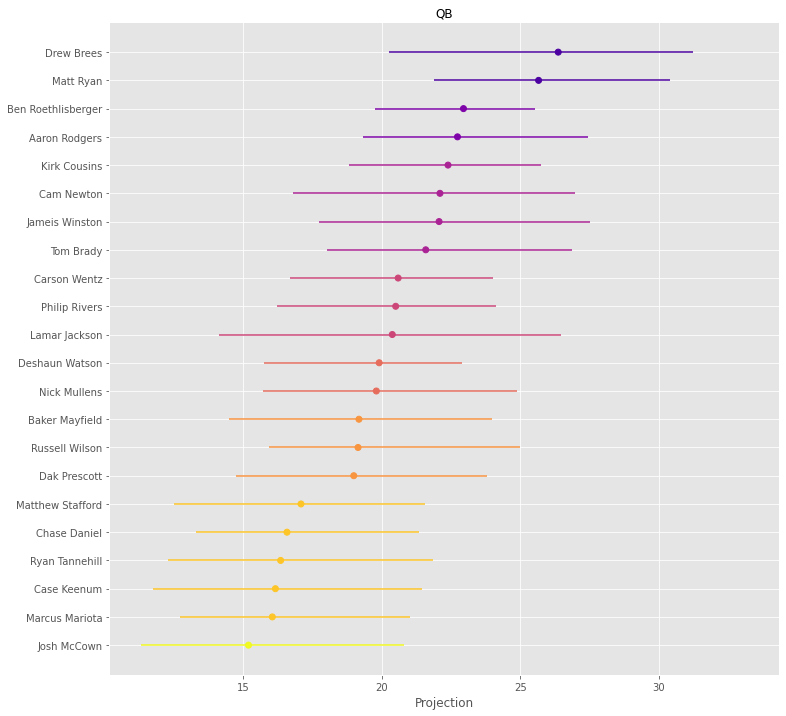 QB
Drew Brees
Matt Ryan
Ben Roethlisberger
Aaron Rodgers
Kirk Cousins
Cam Newton
Jameis Winston
Tom Brady
Carson Wentz
Philip Rivers
Lamar Jackson
Deshaun Watson
Nick Mullens
Baker Mayfield
Russell Wilson
Dak Prescott
Matthew Stafford
Chase Daniel
Ryan Tannehill
Case Keenum
Marcus Mariota
Josh McCown
15 20 25 30
Projection